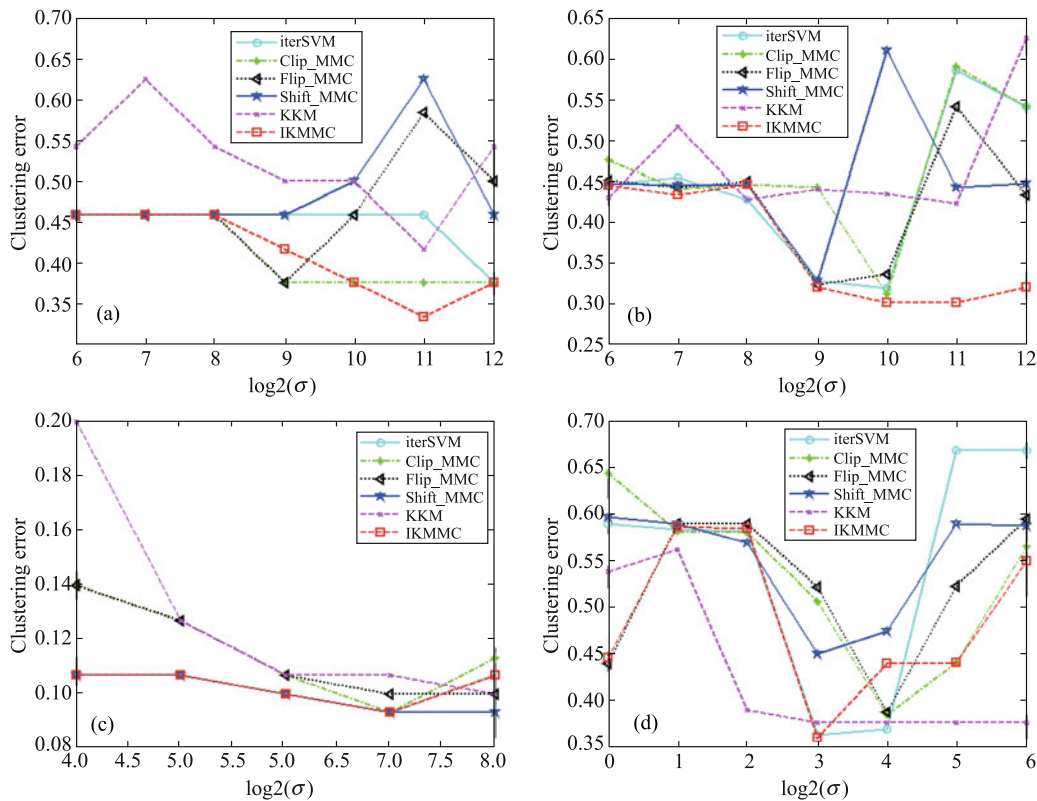 0.70
0.65
0.60
0.55
0.50
0.45
0.40
0.35
Clustering error
iterSVM
Clip_MMC
Flip_MMC
Shift_MMC
KKM
IKMMC
(a)
6 7 8 9 10 11 12
log2(σ)
0.65
0.60
0.55
0.50
0.45
0.40
0.35
0.30
0.25
Clustering error
iterSVM
Clip_MMC
Flip_MMC
Shift_MMC
KKM
IKMMC
(b)
6 7 8 9 10 11 12
log2(σ)
0.20
0.18
0.16
0.14
0.12
0.10
0.08
Clustering error
iterSVM
Clip_MMC
Flip_MMC
Shift_MMC
KKM
IKMMC
(c)
4.0 4.5 5.0 5.5 5.0 6.5 7.0 7.5 8.0
log2(σ)
0.70
0.65
0.60
0.55
0.50
0.45
0.40
0.35
Clustering error
iterSVM
Clip_MMC
Flip_MMC
Shift_MMC
KKM
IKMMC
(d)
0 1 2 3 4 5 6
log2(σ)